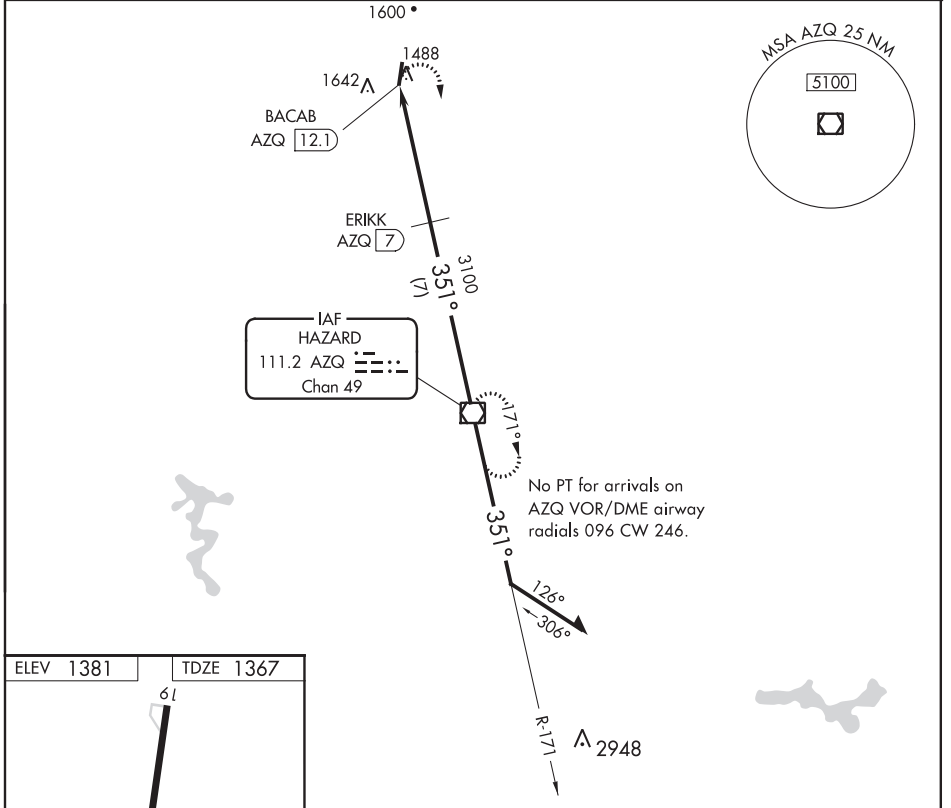 1600
1488
1642
MSA AZQ 25 NM
5100
BACAB
AZQ 12.1
ERIKK
AZQ 7
3100
351°
(7)
IAF
HAZARD
111.2 AZQ
Chan 49
171°
No PT for arrivals on
AZQ VOR/DME airway
radials 096 CW 246.
351°
126°
306°
ELEV 1381
TDZE 1367
19
R-171
2948